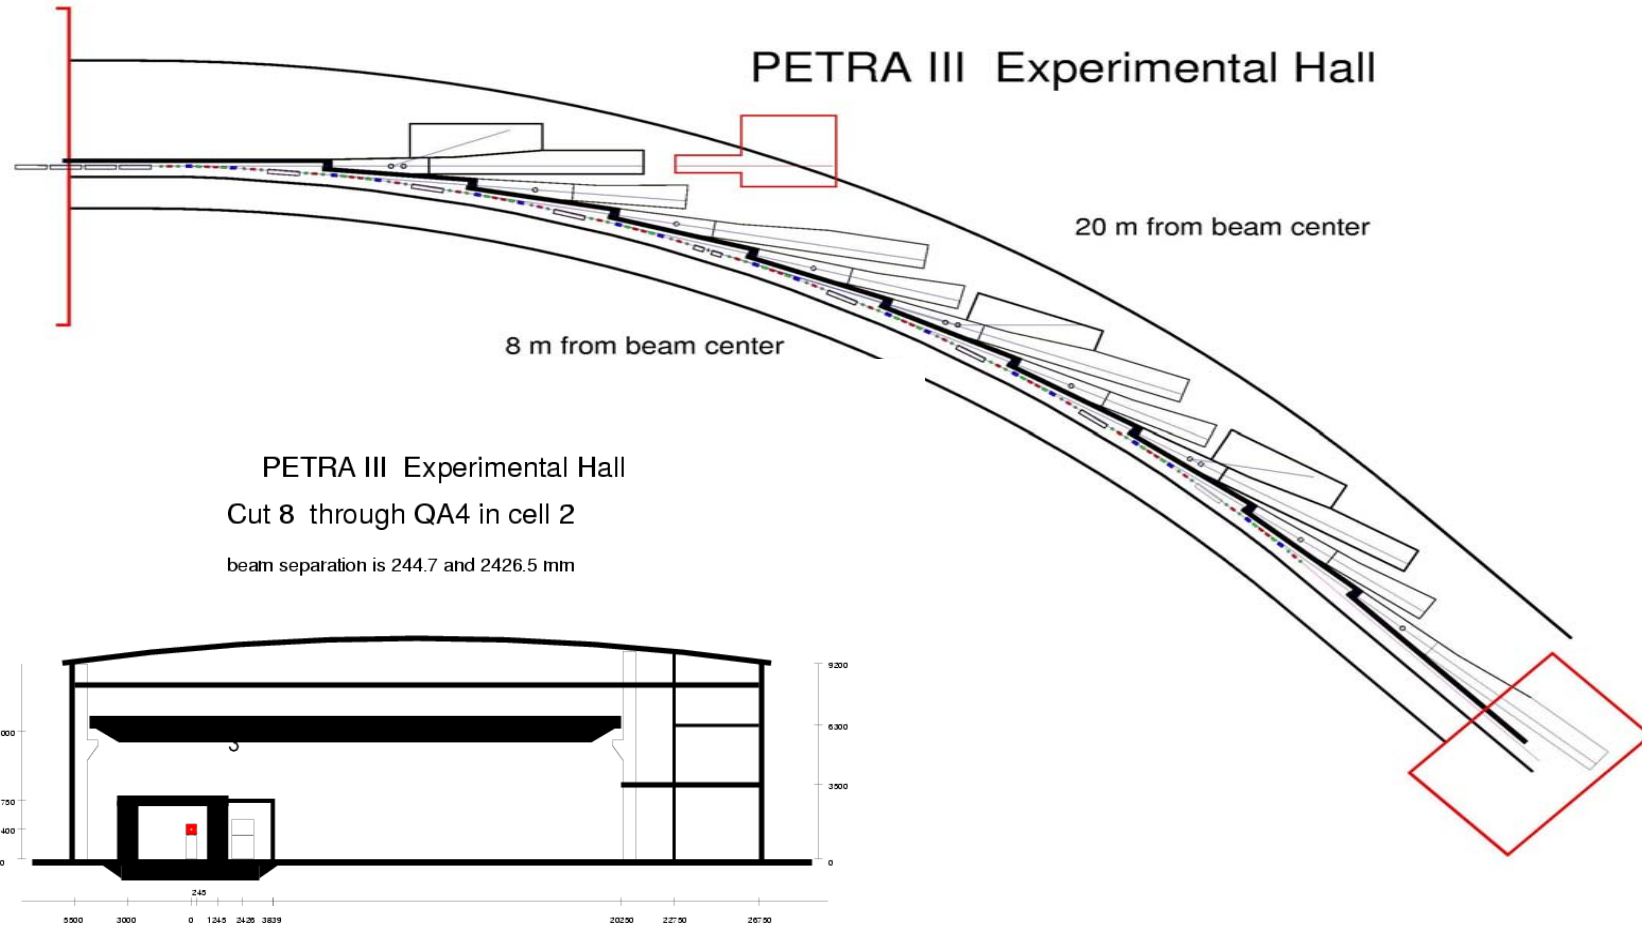 PETRA III Experimental Hall
20 m from beam center
8 m from beam center
PETRA III Experimental Hall
Cut 8 through QA4 in cell 2
beam separation is 244.7 and 2426.5 mm
9200
000
6300
3500
750
400
0
0
245
5500 3000 0 1245 2426 3839 20250 22750 26750